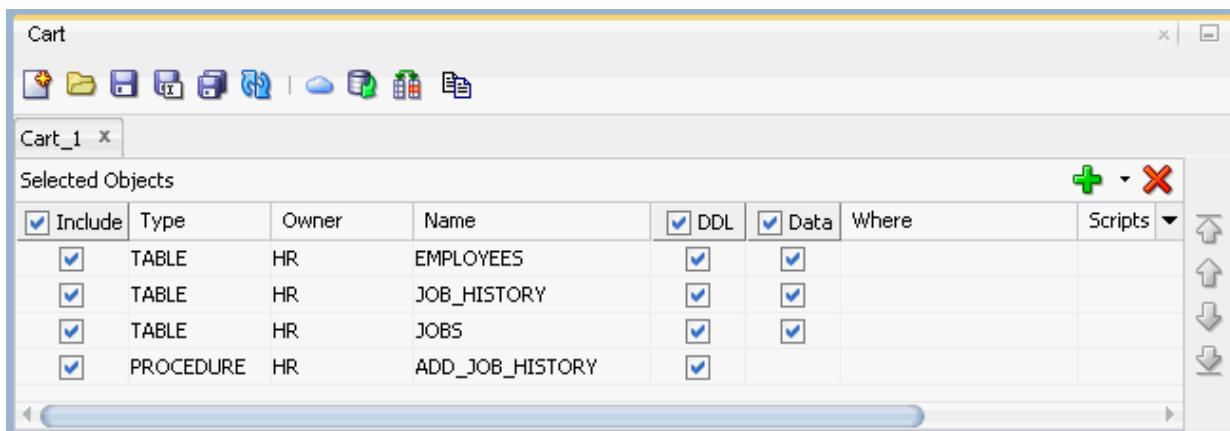 Cart
Cart_1 x
Selected Objects
Include Type Owner Name DDL Data Where Scripts
TABLE HR EMPLOYEES
TABLE HR JOB_HISTORY
TABLE HR JOBS
PROCEDURE HR ADD_JOB_HISTORY